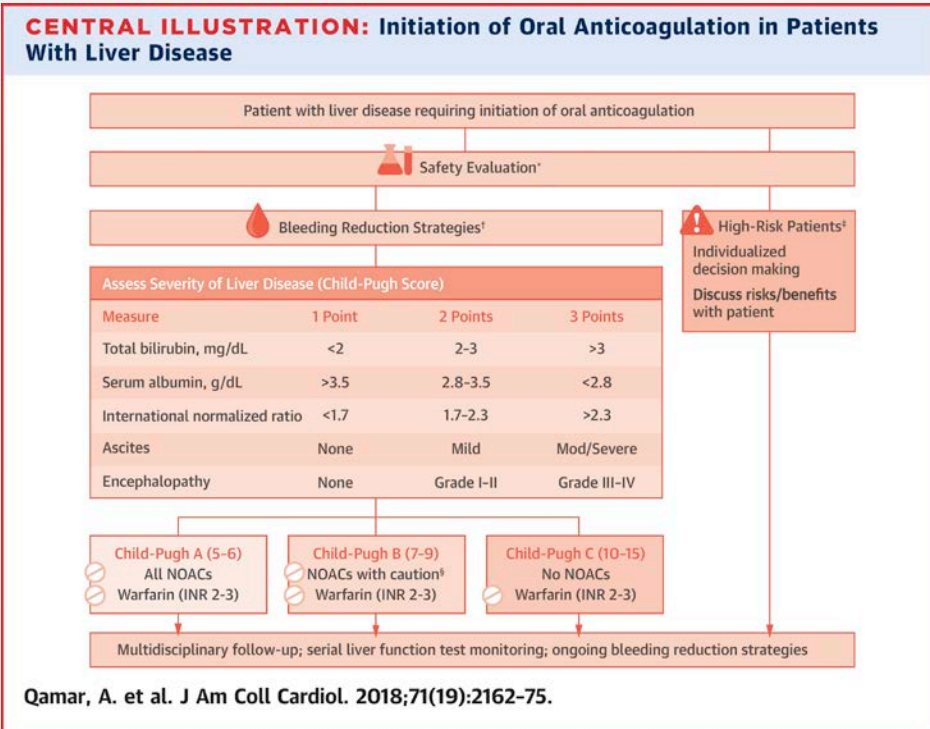 CENTRAL ILLUSTRATION: Initiation of Oral Anticoagulation in Patients
With Liver Disease
Patient with liver disease requiring initiation of oral anticoagulation
Safety Evaluation*
Bleeding Reduction Strategies†
High-Risk Patients‡
Individualized
decision making
Discuss risks/benefits
with patient
Assess Severity of Liver Disease (Child-Pugh Score)
Measure 1 Point 2 Points 3 Points
Total bilirubin, mg/dL <2 2-3 >3
Serum albumin, g/dL >3.5 2.8-3.5 <2.8
International normalized ratio <1.7 1.7-2.3 >2.3
Ascites None Mild Mod/Severe
Encephalopathy None Grade I-II Grade III-IV
Child-Pugh A (5-6)
All NOACs
Warfarin (INR 2-3)
Child-Pugh B (7-9)
NOACs with caution§
Warfarin (INR 2-3)
Child-Pugh C (10-15)
No NOACs
Warfarin (INR 2-3)
Multidisciplinary follow-up; serial liver function test monitoring; ongoing bleeding reduction strategies
Qamar, A. et al. J Am Coll Cardiol. 2018;71(19):2162-75.